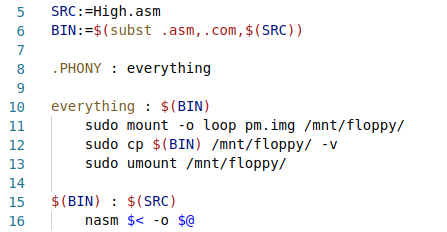 5 SRC:=High.asm
6 BIN:=$(subst .asm,.com,$(SRC))
7
8 .PHONY : everything
9
10 everything : $(BIN)
11 sudo mount -o loop pm.img /mnt/floppy/
12 sudo cp $(BIN) /mnt/floppy/ -v
13 sudo umount /mnt/floppy/
14
15 $(BIN) : $(SRC)
16 nasm $< -o $@